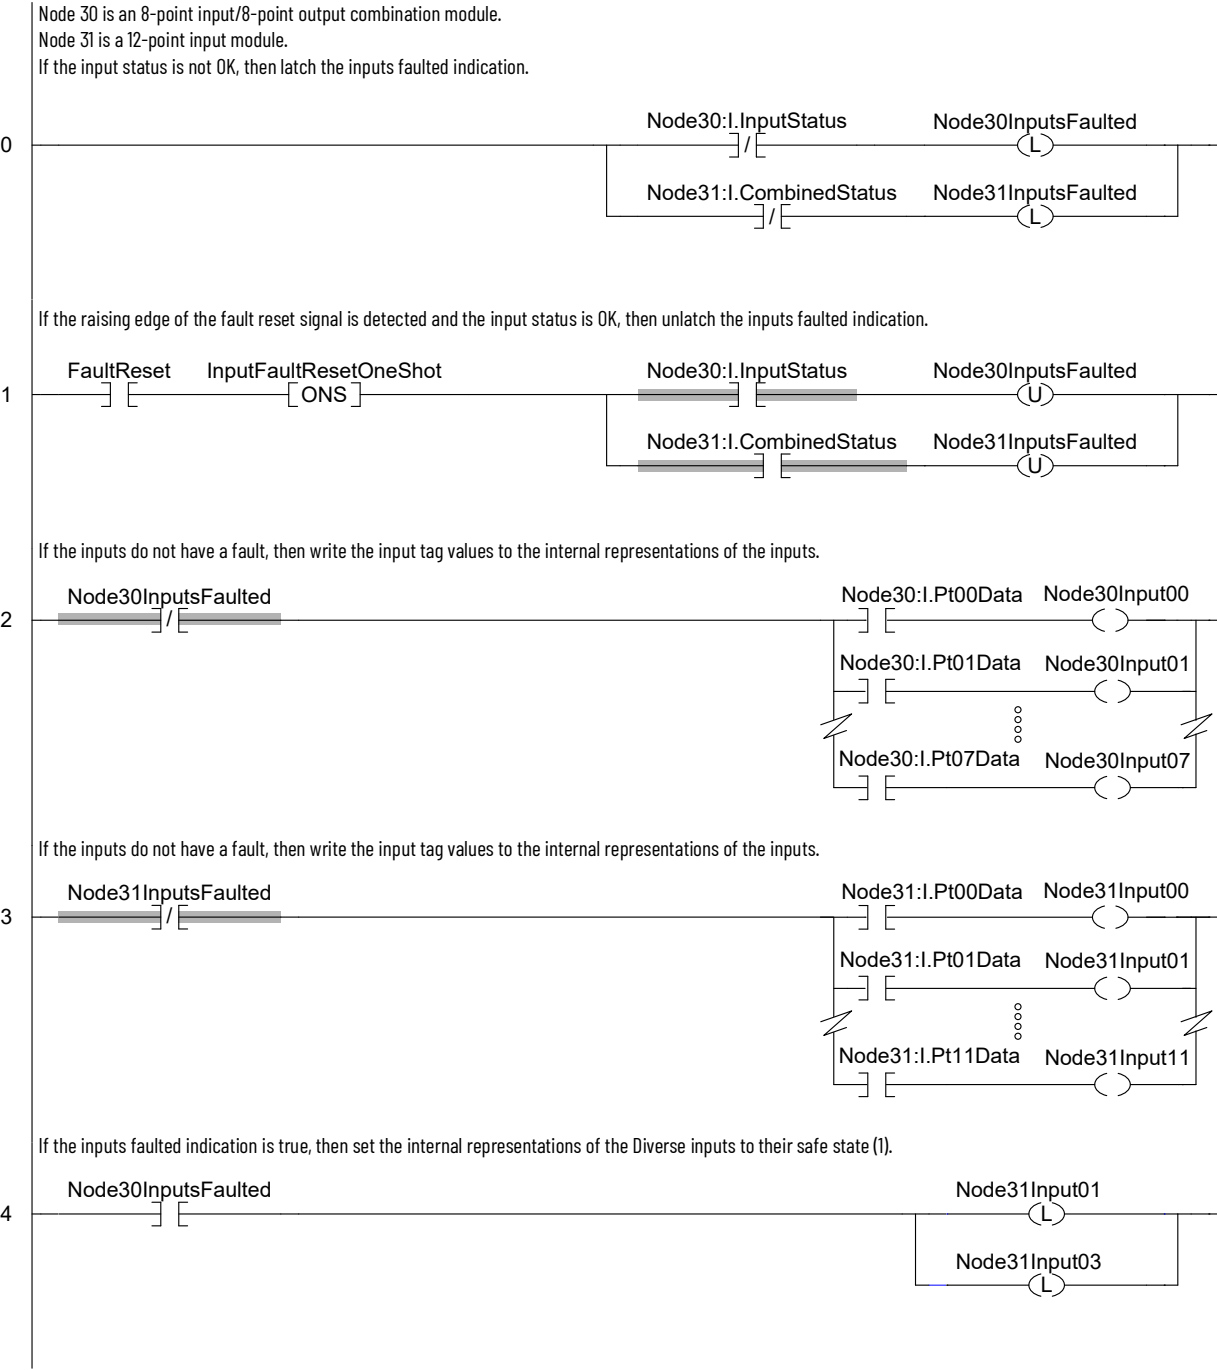 Node 30 is an 8-point input/8-point output combination module.
Node 31 is a 12-point input module.
If the input status is not OK, then latch the inputs faulted indication.
Node30:I.InputStatus Node30InputsFaulted
0 / L
Node31:I.CombinedStatus Node31InputsFaulted
/ L
If the raising edge of the fault reset signal is detected and the input status is OK, then unlatch the inputs faulted indication.
FaultReset InputFaultResetOneShot Node30:I.InputStatus Node30InputsFaulted
1 ONS U
Node31:I.CombinedStatus Node31InputsFaulted
U
If the inputs do not have a fault, then write the input tag values to the internal representations of the inputs.
Node30InputsFaulted Node30:I.Pt00Data Node30Input00
2 /
Node30:I.Pt01Data Node30Input01
Node30:I.Pt07Data Node30Input07
If the inputs do not have a fault, then write the input tag values to the internal representations of the inputs.
Node31InputsFaulted Node31:I.Pt00Data Node31Input00
3 /
Node31:I.Pt01Data Node31Input01
Node31:I.Pt11Data Node31Input11
If the inputs faulted indication is true, then set the internal representations of the Diverse inputs to their safe state (1).
Node30InputsFaulted Node31Input01
4 L
Node31Input03
L